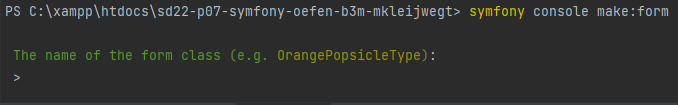 PS C:\xampp\htdocs\sd22-p07-symfony-oefen-b3m-mkleijwegt> symfony console make:form
The name of the form class (e.g. OrangePopsicleType):
>